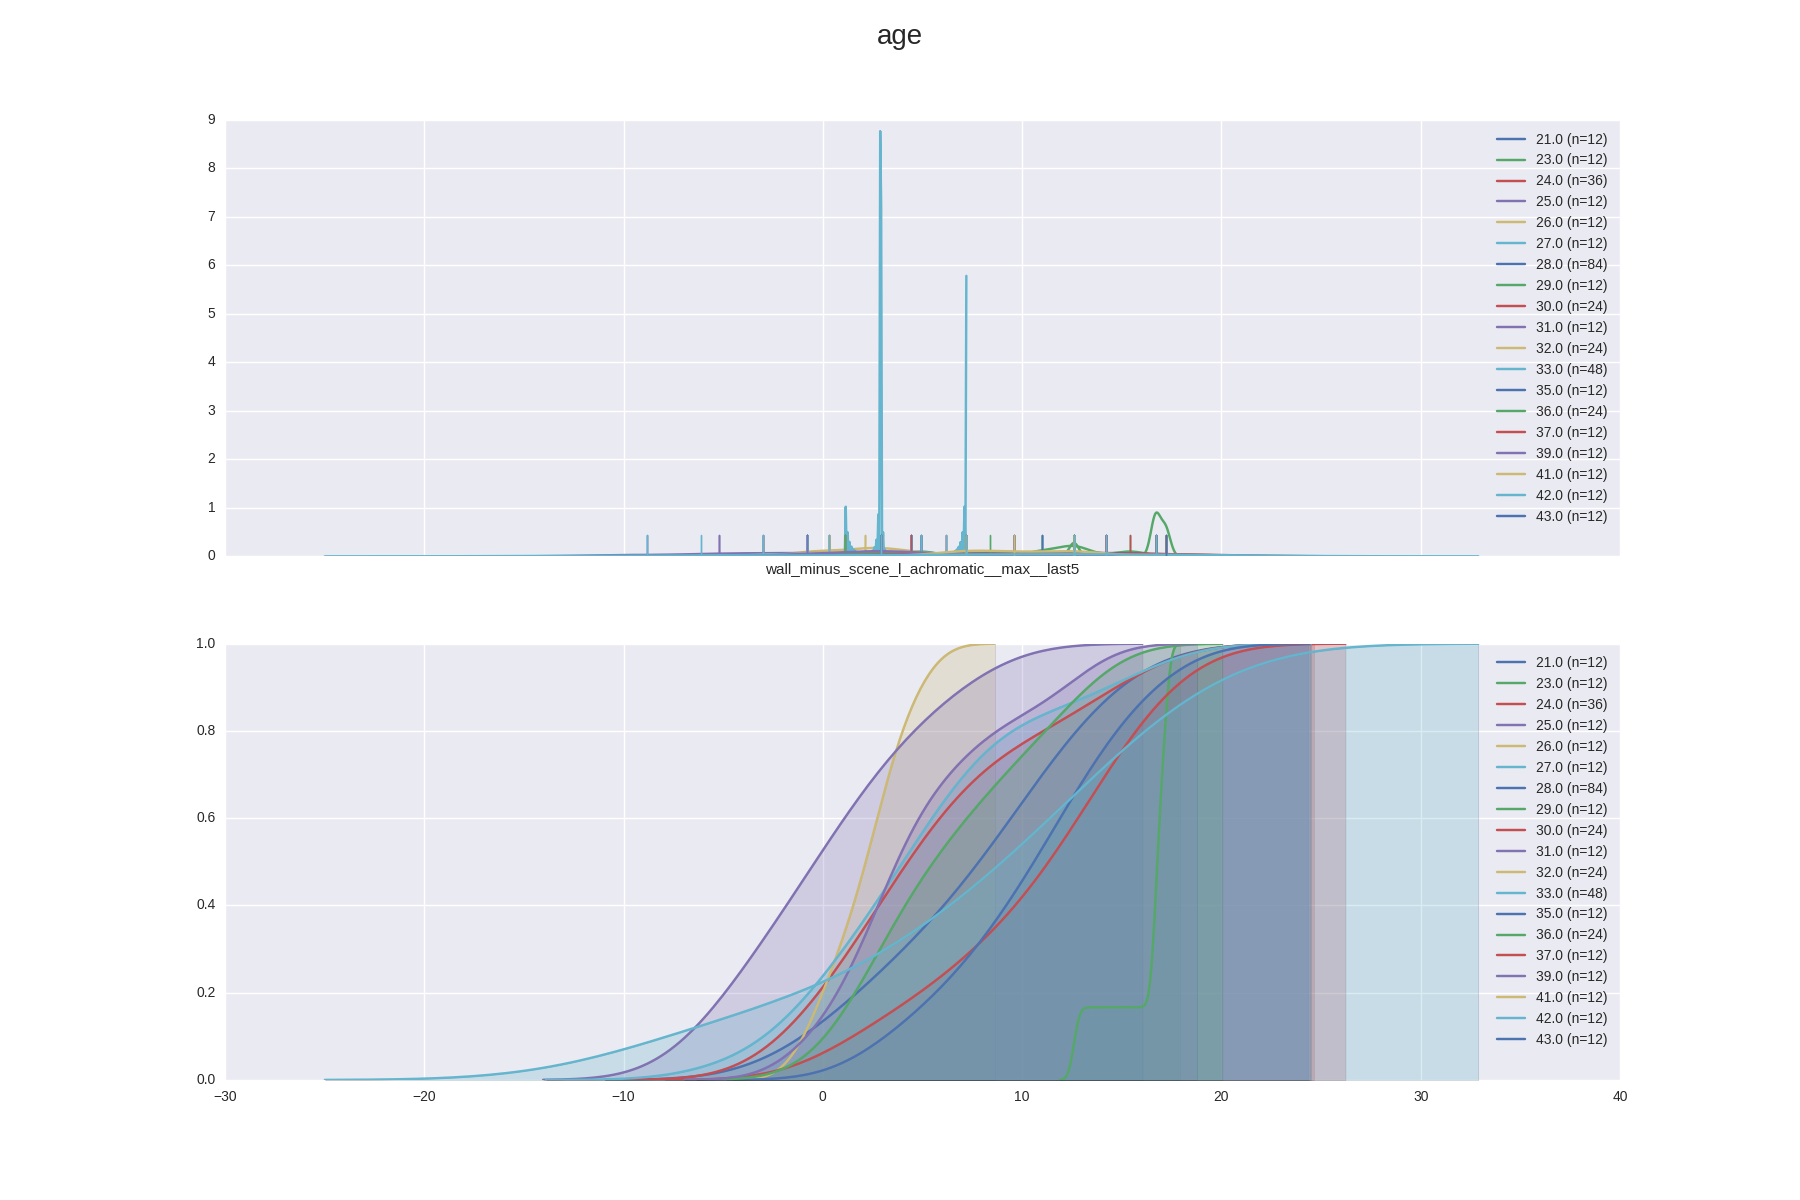 age
9
8
7
6
5
4
3
2
1
0
21.0 (n=12)
23.0 (n=12)
24.0 (n=36)
25.0 (n=12)
26.0 (n=12)
27.0 (n=12)
28.0 (n=84)
29.0 (n=12)
30.0 (n=24)
31.0 (n=12)
32.0 (n=24)
33.0 (n=48)
35.0 (n=12)
36.0 (n=24)
37.0 (n=12)
39.0 (n=12)
41.0 (n=12)
42.0 (n=12)
43.0 (n=12)
wall_minus_scene_l_achromatic__max__last5
1.0
0.8
0.6
0.4
0.2
0.0
21.0 (n=12)
23.0 (n=12)
24.0 (n=36)
25.0 (n=12)
26.0 (n=12)
27.0 (n=12)
28.0 (n=84)
29.0 (n=12)
30.0 (n=24)
31.0 (n=12)
32.0 (n=24)
33.0 (n=48)
35.0 (n=12)
36.0 (n=24)
37.0 (n=12)
39.0 (n=12)
41.0 (n=12)
42.0 (n=12)
43.0 (n=12)
−30 −20 −10 0 10 20 30 40